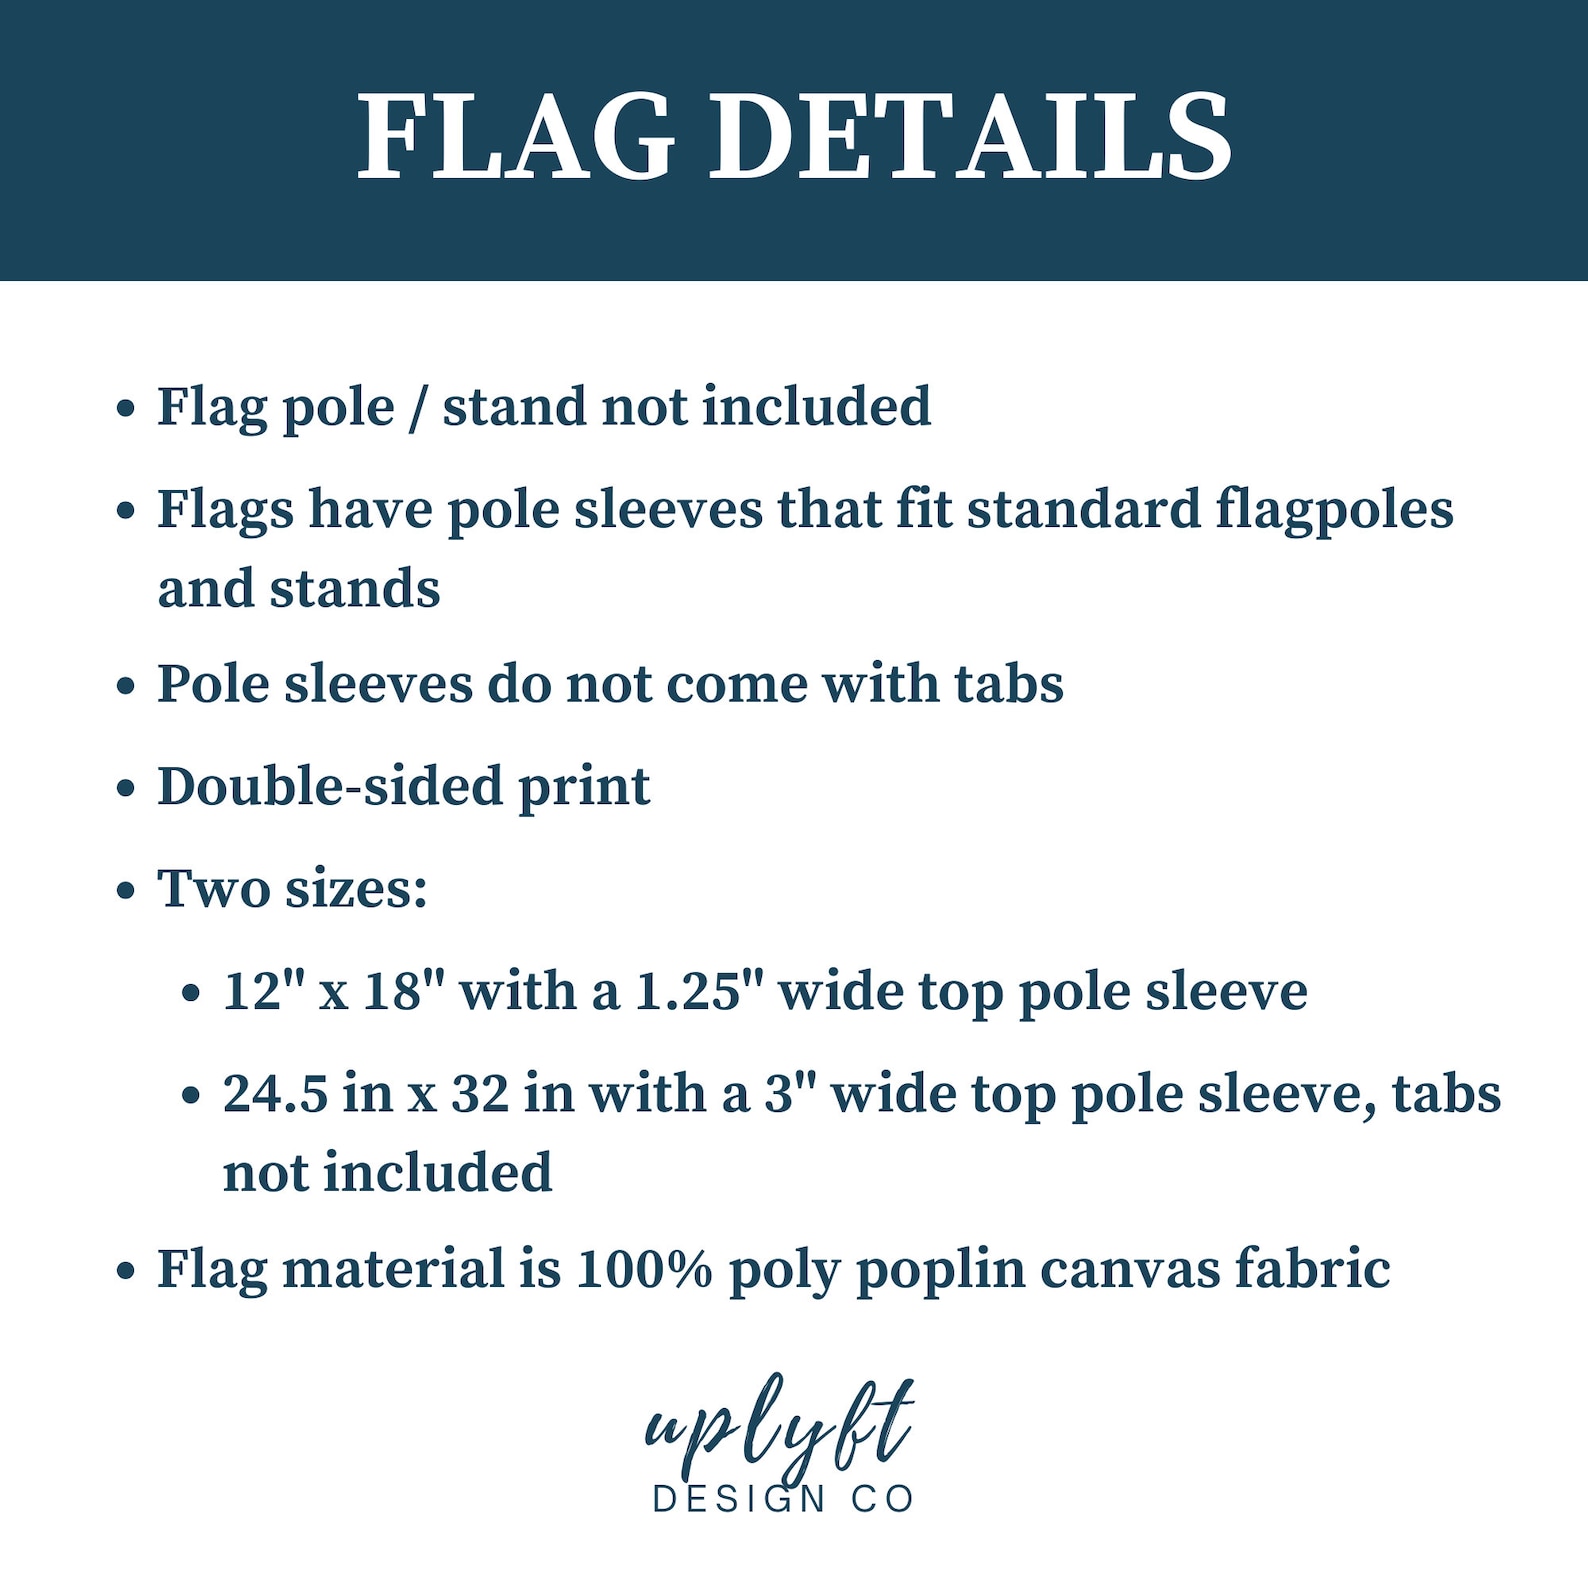 FLAG DETAILS
• Flag pole / stand not included
• Flags have pole sleeves that fit standard flagpoles
and stands
• Pole sleeves do not come with tabs
• Double-sided print
• Two sizes:
• 12" x 18" with a 1.25" wide top pole sleeve
• 24.5 in x 32 in with a 3" wide top pole sleeve, tabs
not included
• Flag material is 100% poly poplin canvas fabric
uplyft
DESIGN CO